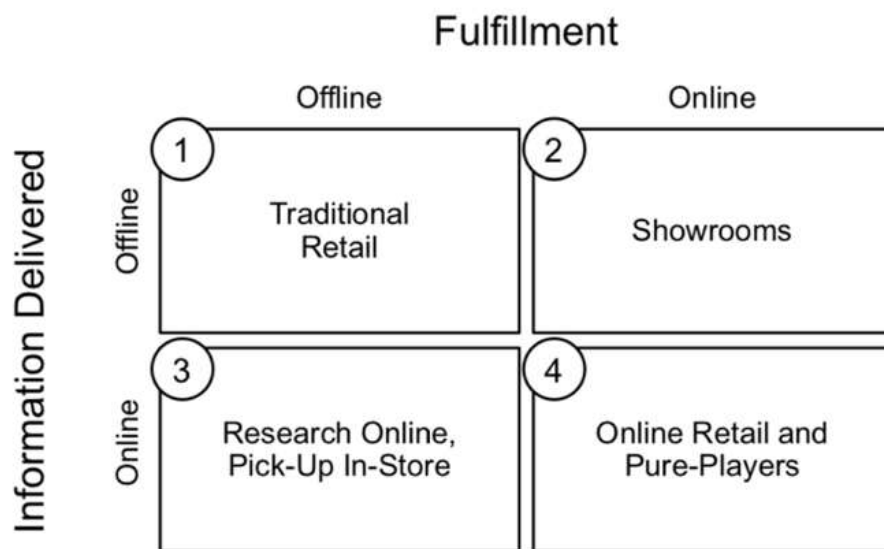 Fulfillment
Offline
Online
Information Delivered
Offline
1
Traditional
Retail
2
Showrooms
Online
3
Research Online,
Pick-Up In-Store
4
Online Retail and
Pure-Players